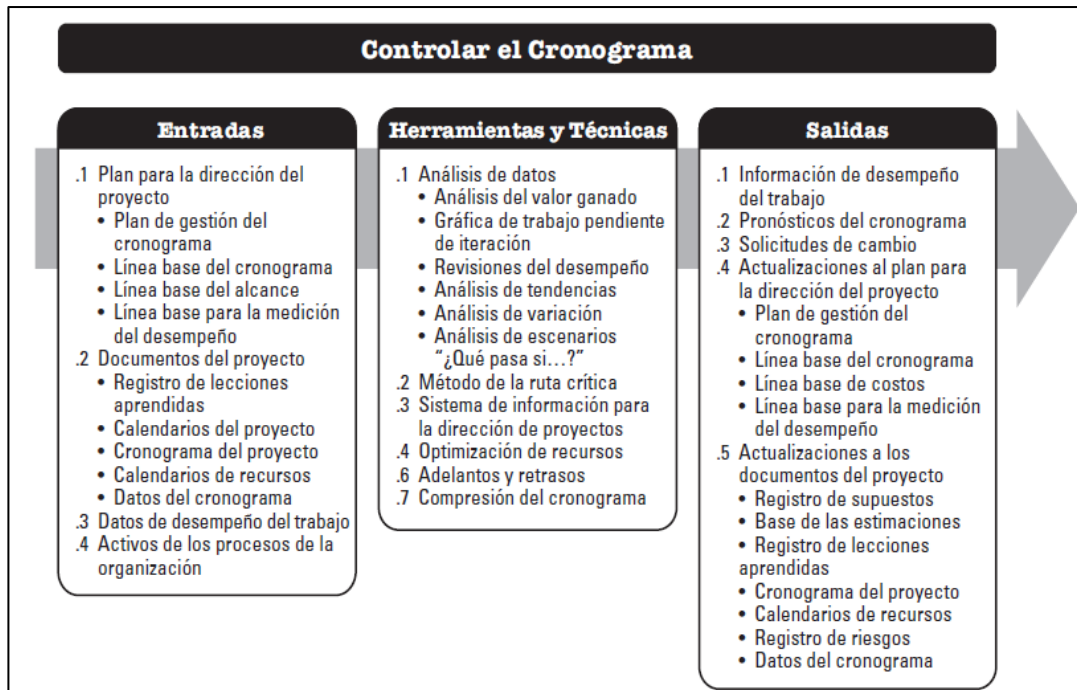 Controlar el Cronograma
Entradas
.1 Plan para la dirección del
proyecto
• Plan de gestión del
cronograma
• Línea base del cronograma
• Línea base del alcance
• Línea base para la medición
del desempeño
.2 Documentos del proyecto
• Registro de lecciones
aprendidas
• Calendarios del proyecto
• Cronograma del proyecto
• Calendarios de recursos
• Datos del cronograma
.3 Datos de desempeño del trabajo
.4 Activos de los procesos de la
organización
Herramientas y Técnicas
.1 Análisis de datos
• Análisis del valor ganado
• Gráfica de trabajo pendiente
de iteración
• Revisiones del desempeño
• Análisis de tendencias
• Análisis de variación
• Análisis de escenarios
“¿Qué pasa si...?”
.2 Método de la ruta crítica
.3 Sistema de información para
la dirección de proyectos
.4 Optimización de recursos
.6 Adelantos y retrasos
.7 Compresión del cronograma
Salidas
.1 Información de desempeño
del trabajo
.2 Pronósticos del cronograma
.3 Solicitudes de cambio
.4 Actualizaciones al plan para
la dirección del proyecto
• Plan de gestión del
cronograma
• Línea base del cronograma
• Línea base de costos
• Línea base para la medición
del desempeño
.5 Actualizaciones a los
documentos del proyecto
• Registro de supuestos
• Base de las estimaciones
• Registro de lecciones
aprendidas
• Cronograma del proyecto
• Calendarios de recursos
• Registro de riesgos
• Datos del cronograma